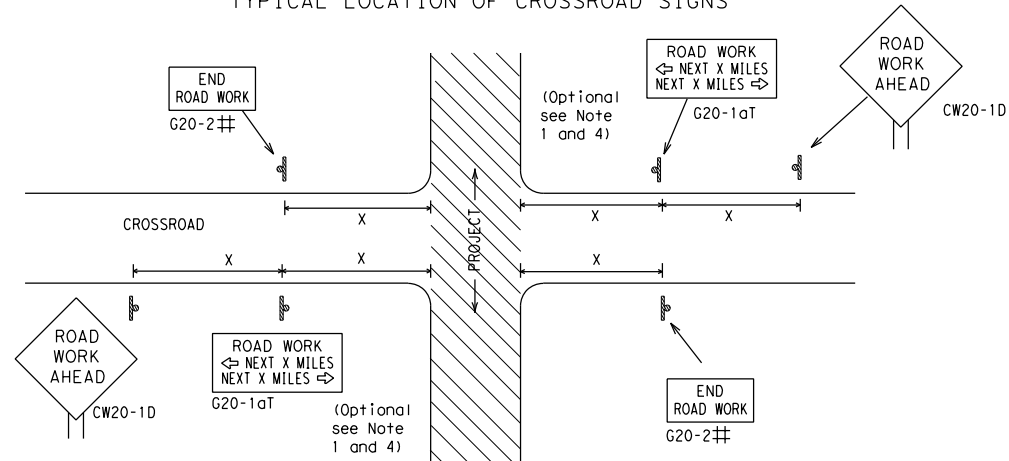 TYPICAL LOCATION OF CROSSROAD SIGNS
END
ROAD WORK
G20-2#
(Optional
see Note
1 and 4)
ROAD WORK
⇦ NEXT X MILES
NEXT X MILES ⇨
G20-1aT
ROAD
WORK
AHEAD
CW20-1D
X
X
X
CROSSROAD
PROJECT
X
X
X
ROAD
WORK
AHEAD
CW20-1D
ROAD WORK
⇦ NEXT X MILES
NEXT X MILES ⇨
G20-1aT
(Optional
see Note
1 and 4)
END
ROAD WORK
G20-2#